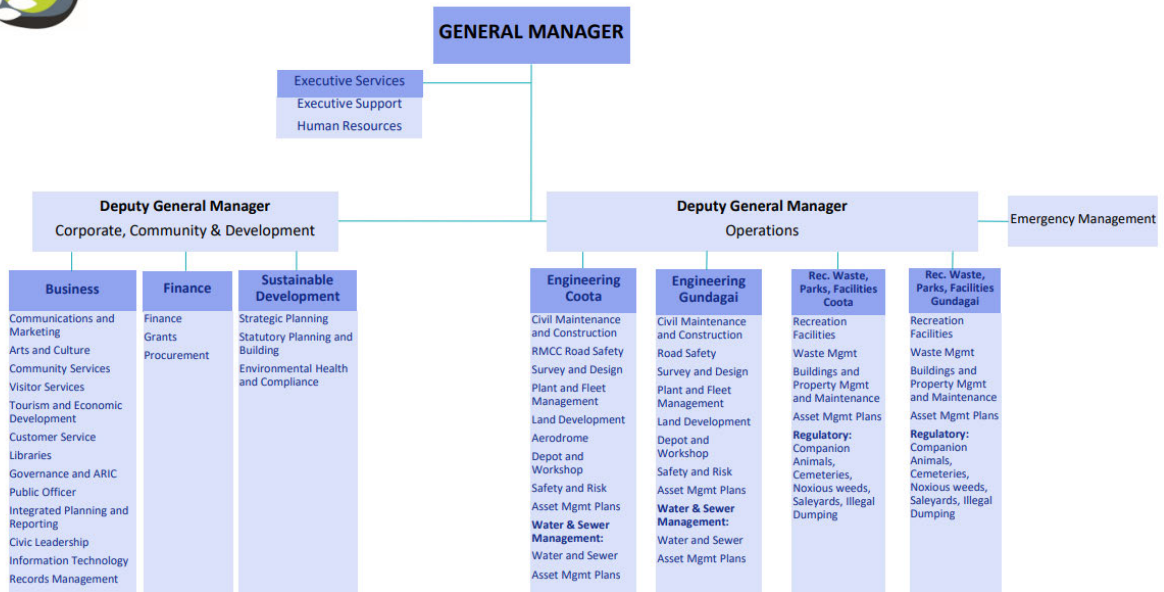 GENERAL MANAGER
Executive Services
Executive Support
Human Resources
Deputy General Manager
Corporate, Community & Development
Deputy General Manager
Operations
Emergency Management
Business
Communications and
Marketing
Arts and Culture
Community Services
Visitor Services
Tourism and Economic
Development
Customer Service
Libraries
Governance and ARIC
Public Officer
Integrated Planning and
Reporting
Civic Leadership
Information Technology
Records Management
Finance
Finance
Grants
Procurement
Sustainable
Development
Strategic Planning
Statutory Planning and
Building
Environmental Health
and Compliance
Engineering
Coota
Civil Maintenance
and Construction
RMCC Road Safety
Survey and Design
Plant and Fleet
Management
Land Development
Aerodrome
Depot and
Workshop
Safety and Risk
Asset Mgmt Plans
Water & Sewer
Management:
Water and Sewer
Asset Mgmt Plans
Engineering
Gundagai
Civil Maintenance
and Construction
Road Safety
Survey and Design
Plant and Fleet
Management
Land Development
Depot and
Workshop
Safety and Risk
Asset Mgmt Plans
Water & Sewer
Management:
Water and Sewer
Asset Mgmt Plans
Rec. Waste,
Parks, Facilities
Coota
Recreation
Facilities
Waste Mgmt
Buildings and
Property Mgmt
and Maintenance
Asset Mgmt Plans
Regulatory:
Companion
Animals,
Cemeteries,
Noxious weeds,
Saleyards, Illegal
Dumping
Rec. Waste,
Parks, Facilities
Gundagai
Recreation
Facilities
Waste Mgmt
Buildings and
Property Mgmt
and Maintenance
Asset Mgmt Plans
Regulatory:
Companion
Animals,
Cemeteries,
Noxious weeds,
Saleyards, Illegal
Dumping